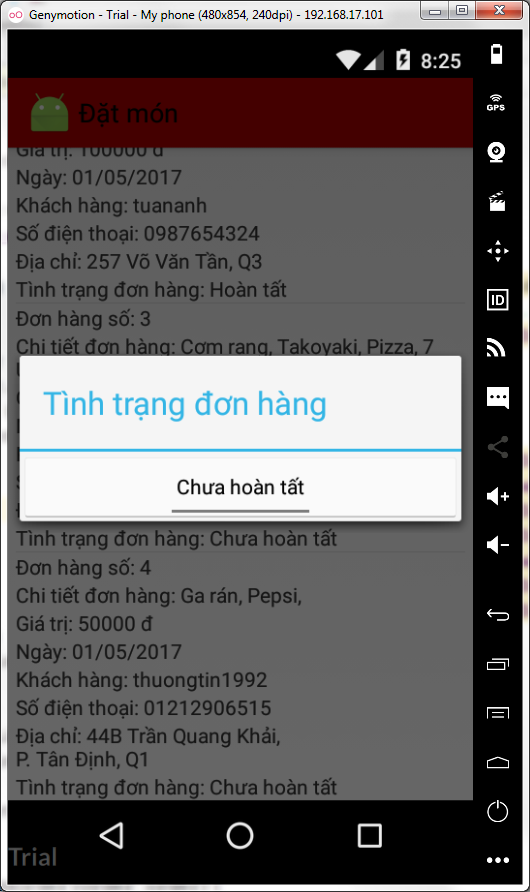 Genymotion - Trial - My phone (480x854, 240dpi) - 192.168.17.101
8:25
Đặt món
Giá trị: 100000 đ
Ngày: 01/05/2017
Khách hàng: tuananh
Số điện thoại: 0987654324
Địa chỉ: 257 Võ Văn Tần, Q3
Tình trạng đơn hàng: Hoàn tất
Đơn hàng số: 3
Chi tiết đơn hàng: Cơm rang, Takoyaki, Pizza, 7
Tình trạng đơn hàng
Chưa hoàn tất
Tình trạng đơn hàng: Chưa hoàn tất
Đơn hàng số: 4
Chi tiết đơn hàng: Ga rán, Pepsi,
Giá trị: 50000 đ
Ngày: 01/05/2017
Khách hàng: thuongtin1992
Số điện thoại: 01212906515
Địa chỉ: 44B Trần Quang Khải,
P. Tân Định, Q1
Tình trạng đơn hàng: Chưa hoàn tất
Trial
GPS
ID